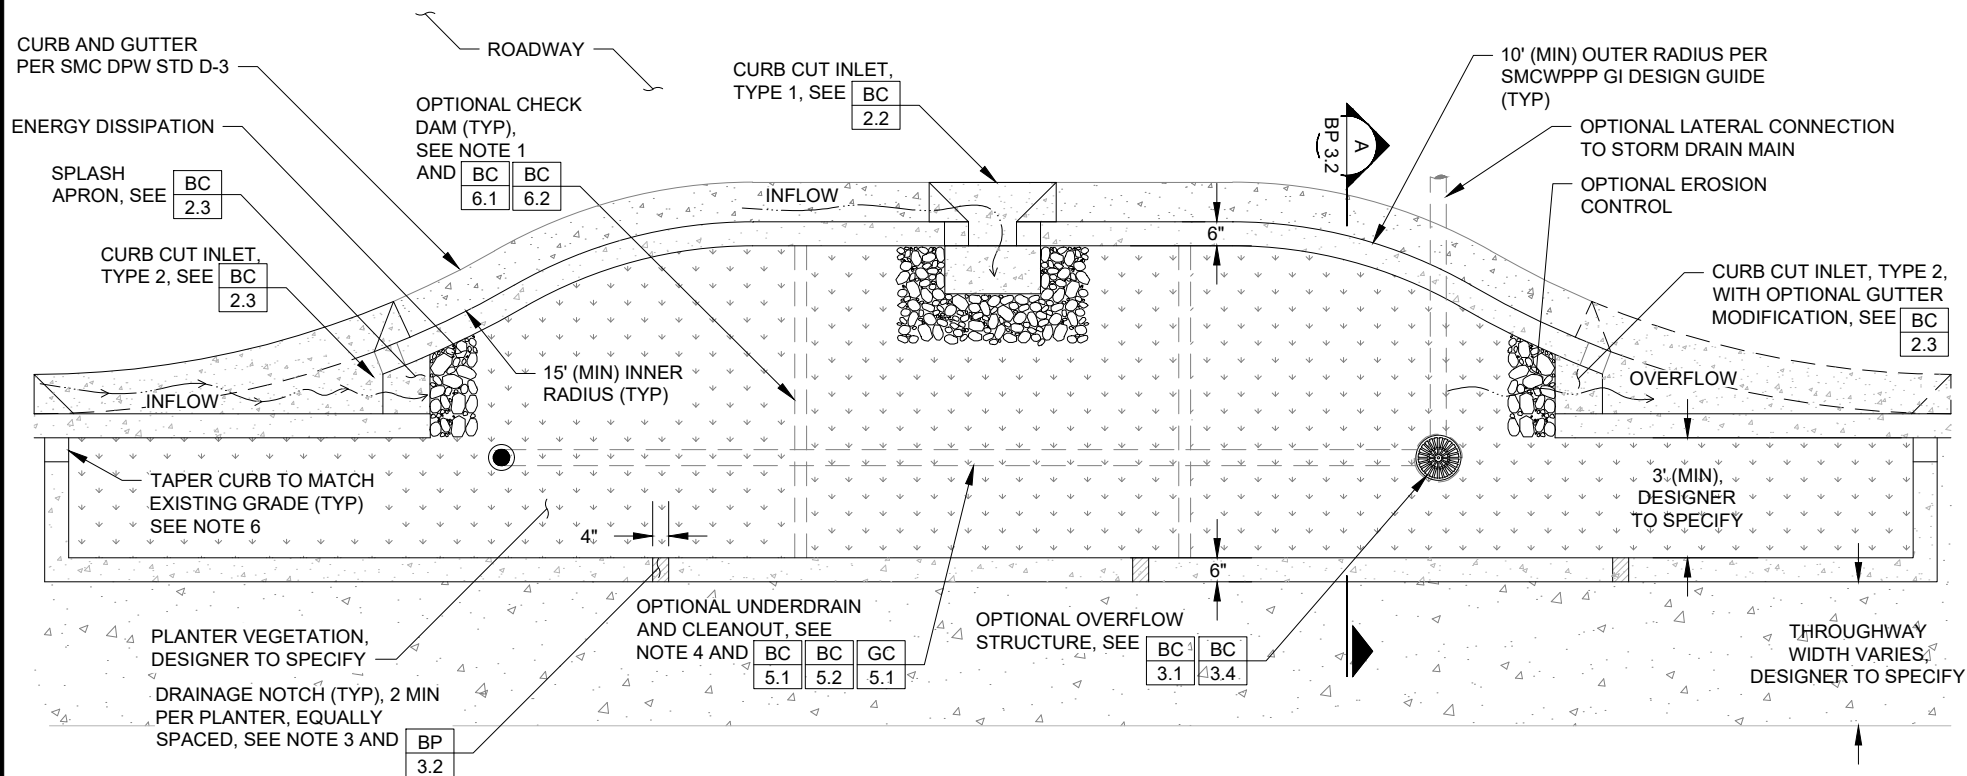 CURB AND GUTTER
PER SMC DPW STD D-3
ROADWAY
CURB CUT INLET,
TYPE 1, SEE
BC
2.2
10' (MIN) OUTER RADIUS PER
SMCWPPP GI DESIGN GUIDE
(TYP)
ENERGY DISSIPATION
OPTIONAL CHECK
DAM (TYP),
SEE NOTE 1
AND
BC
6.1
BC
6.2
A
BP 3.2
OPTIONAL LATERAL CONNECTION
TO STORM DRAIN MAIN
SPLASH
APRON, SEE
BC
2.3
OPTIONAL EROSION
CONTROL
INFLOW
CURB CUT INLET,
TYPE 2, SEE
BC
2.3
6"
CURB CUT INLET, TYPE 2,
WITH OPTIONAL GUTTER
MODIFICATION, SEE
BC
2.3
15' (MIN) INNER
RADIUS (TYP)
INFLOW
OVERFLOW
TAPER CURB TO MATCH
EXISTING GRADE (TYP)
SEE NOTE 6
3' (MIN),
DESIGNER
TO SPECIFY
4"
6"
PLANTER VEGETATION,
DESIGNER TO SPECIFY
OPTIONAL UNDERDRAIN
AND CLEANOUT, SEE
NOTE 4 AND
BC
5.1
BC
5.2
GC
5.1
OPTIONAL OVERFLOW
STRUCTURE, SEE
BC
3.1
BC
3.4
THROUGHWAY
WIDTH VARIES,
DESIGNER TO SPECIFY
DRAINAGE NOTCH (TYP), 2 MIN
PER PLANTER, EQUALLY
SPACED, SEE NOTE 3 AND
BP
3.2